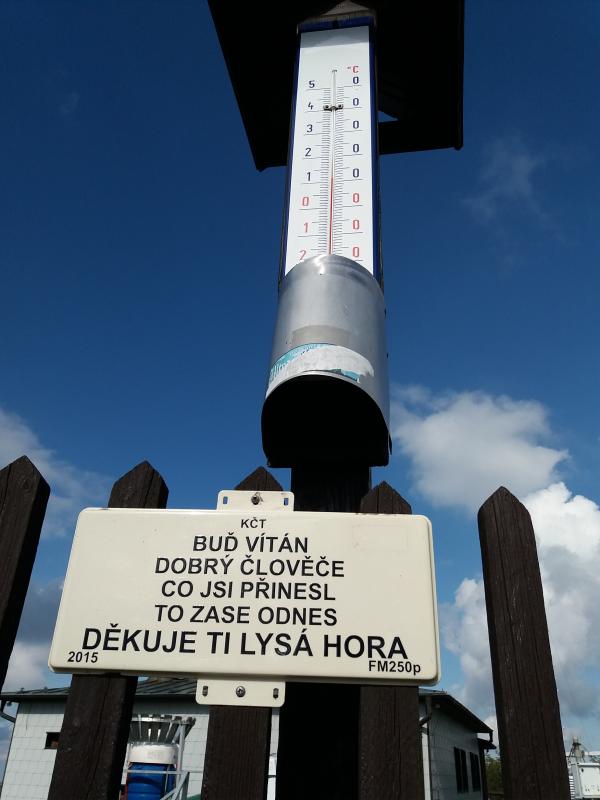 °C
5 0
4 0
3 0
2 0
1 0
0 0
1 0
2 0
KČT
BUĎ VÍTÁN
DOBRÝ ČLOVĚČE
CO JSI PŘINESL
TO ZASE ODNES
DĚKUJE TI LYSÁ HORA
2015 FM250p